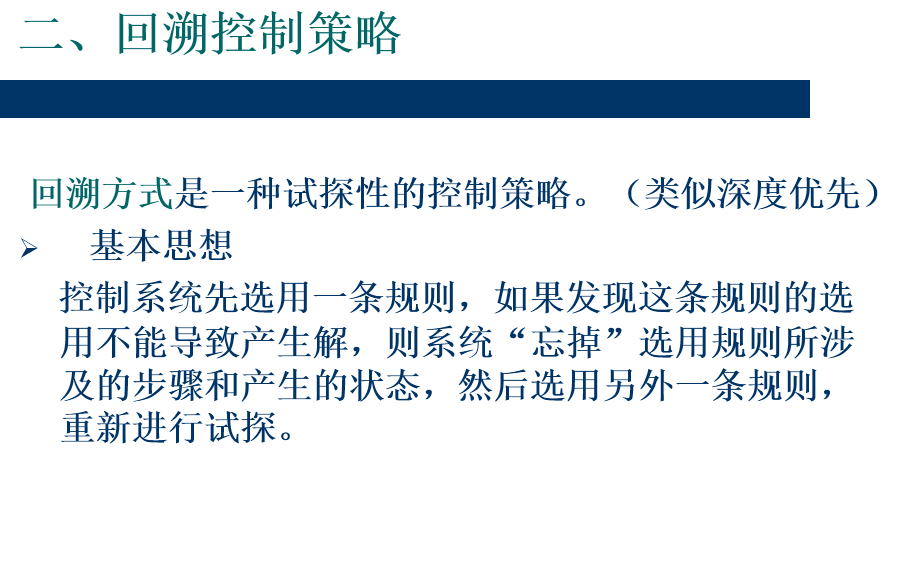 二、回溯控制策略
回溯方式是一种试探性的控制策略。（类似深度优先）
➢ 基本思想
控制系统先选用一条规则，如果发现这条规则的选
用不能导致产生解，则系统“忘掉”选用规则所涉
及的步骤和产生的状态，然后选用另外一条规则，
重新进行试探。